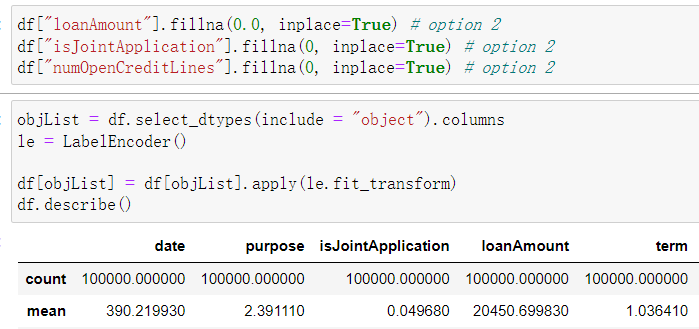 df["loanAmount"].fillna(0.0, inplace=True) # option 2
df["isJointApplication"].fillna(0, inplace=True) # option 2
df["numOpenCreditLines"].fillna(0, inplace=True) # option 2
objList = df.select_dtypes(include = "object").columns
le = LabelEncoder()
df[objList] = df[objList].apply(le.fit_transform)
df.describe()
date purpose isJointApplication loanAmount term
count 100000.000000 100000.000000 100000.000000 100000.000000 100000.000000
mean 390.219930 2.391110 0.049680 20450.699830 1.036410